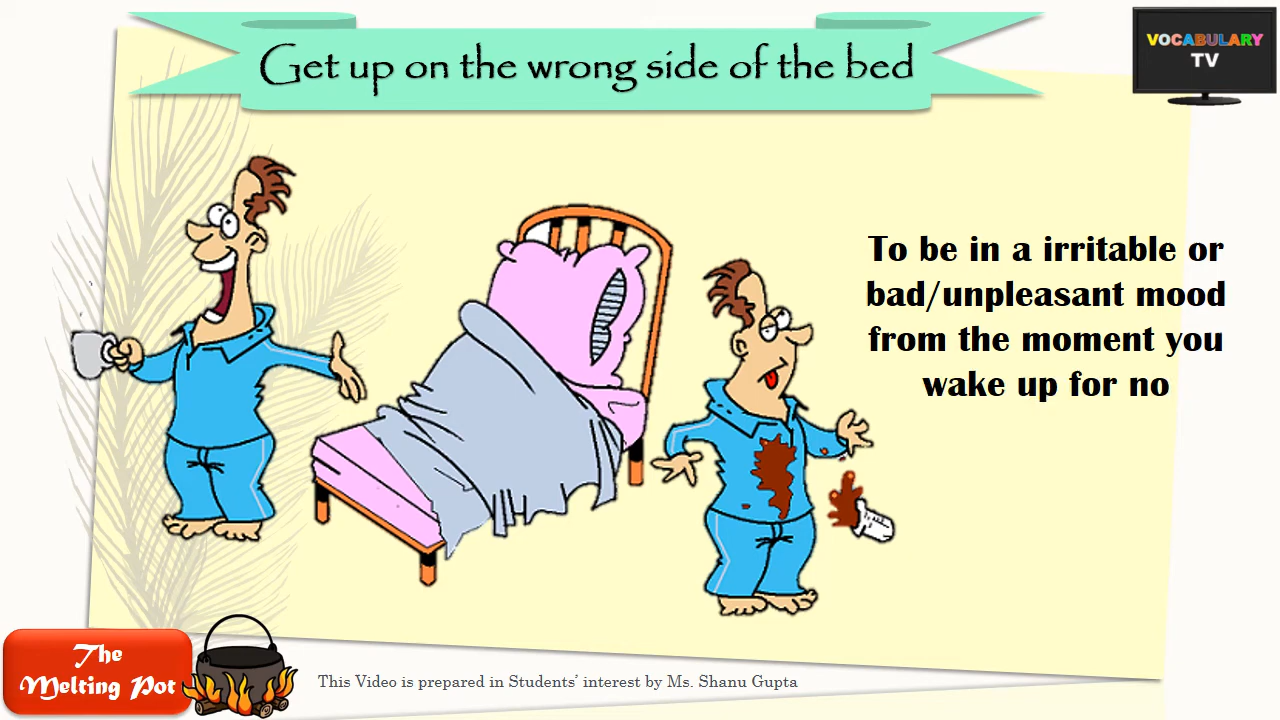 Get up on the wrong side of the bed
VOCABULARY
TV
To be in a irritable or
bad/unpleasant mood
from the moment you
wake up for no
The
Melting Pot
This Video is prepared in Students' interest by Ms. Shanu Gupta